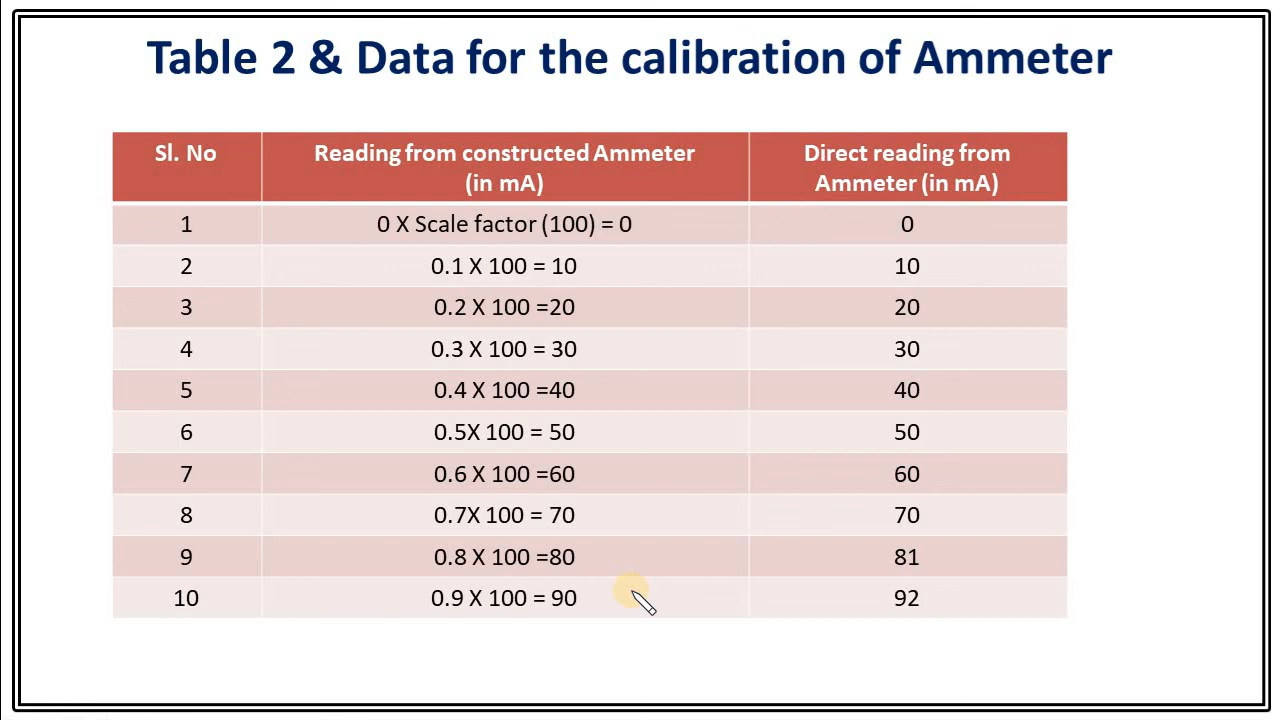 Table 2 & Data for the calibration of Ammeter
Sl. No Reading from constructed Ammeter (in mA) Direct reading from Ammeter (in mA)
1 0 X Scale factor (100) = 0 0
2 0.1 X 100 = 10 10
3 0.2 X 100 =20 20
4 0.3 X 100 = 30 30
5 0.4 X 100 =40 40
6 0.5X 100 = 50 50
7 0.6 X 100 =60 60
8 0.7X 100 = 70 70
9 0.8 X 100 =80 81
10 0.9 X 100 = 90 92